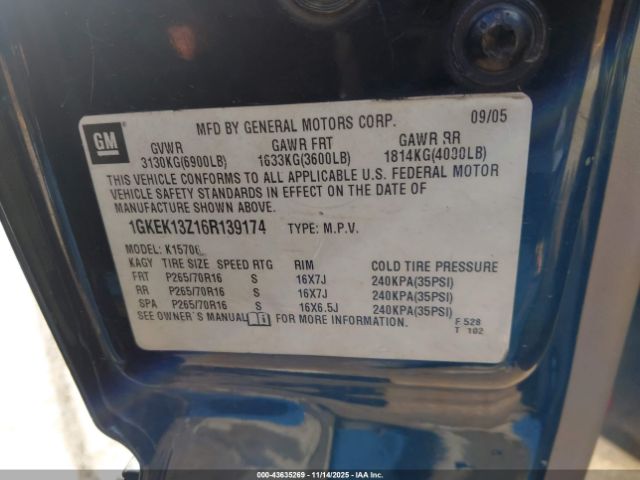 GM
MFD BY GENERAL MOTORS CORP. 09/05
GVWR GAWR FRT GAWR RR
3130KG(6900LB) 1633KG(3600LB) 1814KG(4000LB)
THIS VEHICLE CONFORMS TO ALL APPLICABLE U.S. FEDERAL MOTOR
VEHICLE SAFETY STANDARDS IN EFFECT ON THE DATE OF
MANUFACTURE SHOWN ABOVE.
1GKEK13Z16R139174 TYPE: M.P.V.
MODEL: K15706
KAGY TIRE SIZE SPEED RTG RIM COLD TIRE PRESSURE
FRT P265/70R16 S 16X7J 240KPA(35PSI)
RR P265/70R16 S 16X7J 240KPA(35PSI)
SPA P265/70R16 S 16X6.5J 240KPA(35PSI)
SEE OWNER'S MANUAL FOR MORE INFORMATION. F 528
T 102
000-43635269 - 11/14/2025 - IAAI.COM